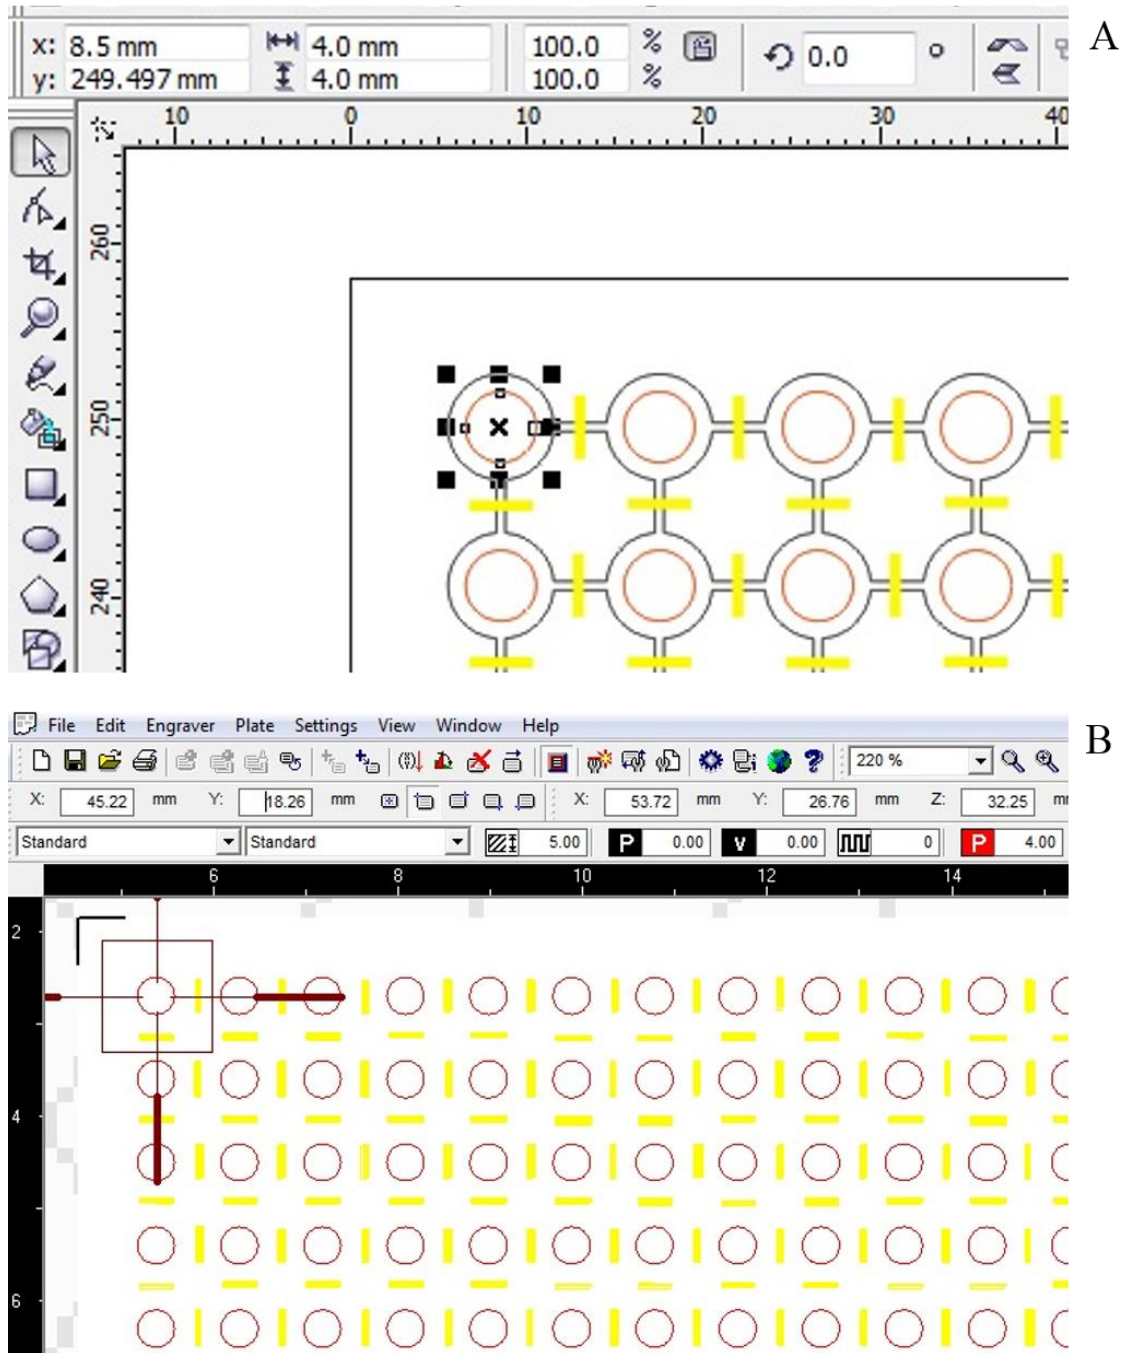 A
x: 8.5 mm 4.0 mm 100.0 % 0.0 °
y: 249.497 mm 4.0 mm 100.0 %
10 0 10 20 30 40
260
250
240
B
File Edit Engraver Plate Settings View Window Help
220 %
X: 45.22 mm Y: 18.26 mm X: 53.72 mm Y: 26.76 mm Z: 32.25 m
Standard Standard 5.00 P 0.00 v 0.00 0 P 4.00
6 8 10 12 14
2
4
6